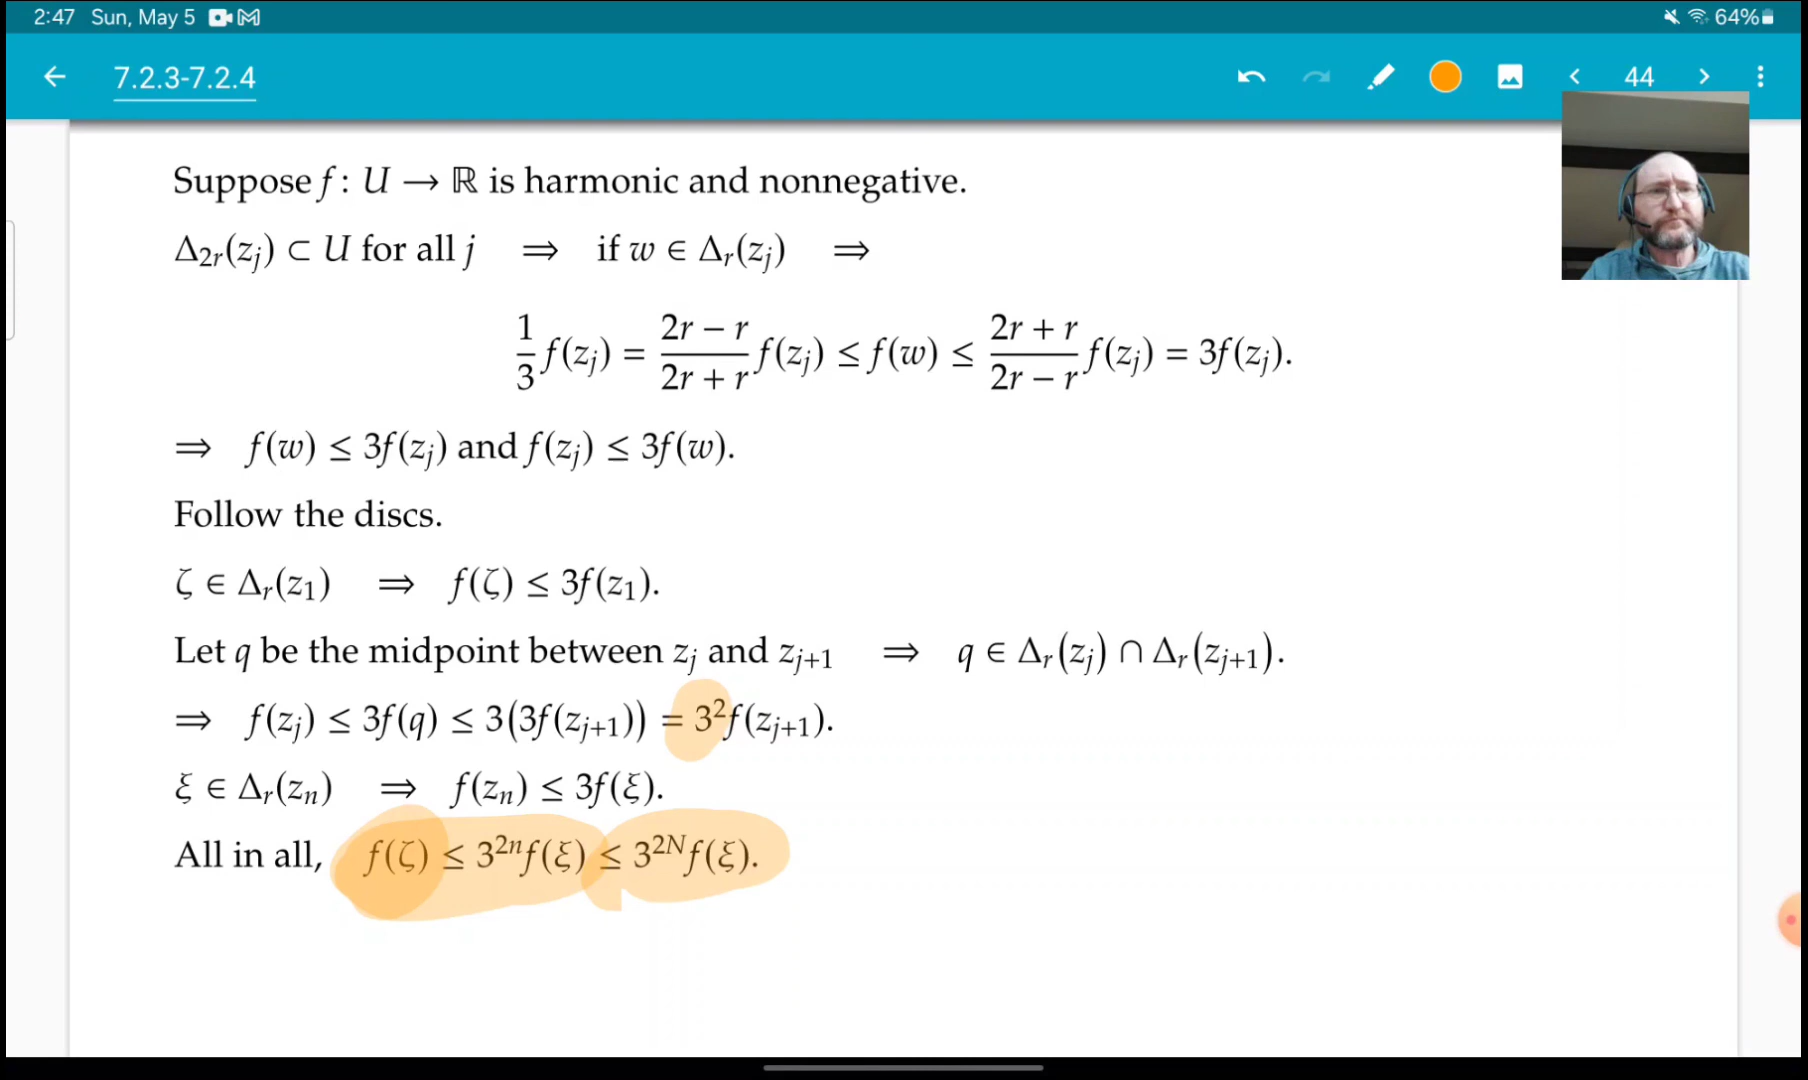 2:47 Sun, May 5
64%
7.2.3-7.2.4
44
Suppose f : U → ℝ is harmonic and nonnegative.
Δ₂ᵣ(zⱼ) ⊂ U for all j ⟹ if w ∈ Δᵣ(zⱼ) ⟹
1/3 f(zⱼ) = (2r − r)/(2r + r) f(zⱼ) ≤ f(w) ≤ (2r + r)/(2r − r) f(zⱼ) = 3f(zⱼ).
⟹ f(w) ≤ 3f(zⱼ) and f(zⱼ) ≤ 3f(w).
Follow the discs.
ζ ∈ Δᵣ(z₁) ⟹ f(ζ) ≤ 3f(z₁).
Let q be the midpoint between zⱼ and zⱼ₊₁ ⟹ q ∈ Δᵣ(zⱼ) ∩ Δᵣ(zⱼ₊₁).
⟹ f(zⱼ) ≤ 3f(q) ≤ 3(3f(zⱼ₊₁)) = 3²f(zⱼ₊₁).
ξ ∈ Δᵣ(zₙ) ⟹ f(zₙ) ≤ 3f(ξ).
All in all, f(ζ) ≤ 3²ⁿf(ξ) ≤ 3²ᴺf(ξ).